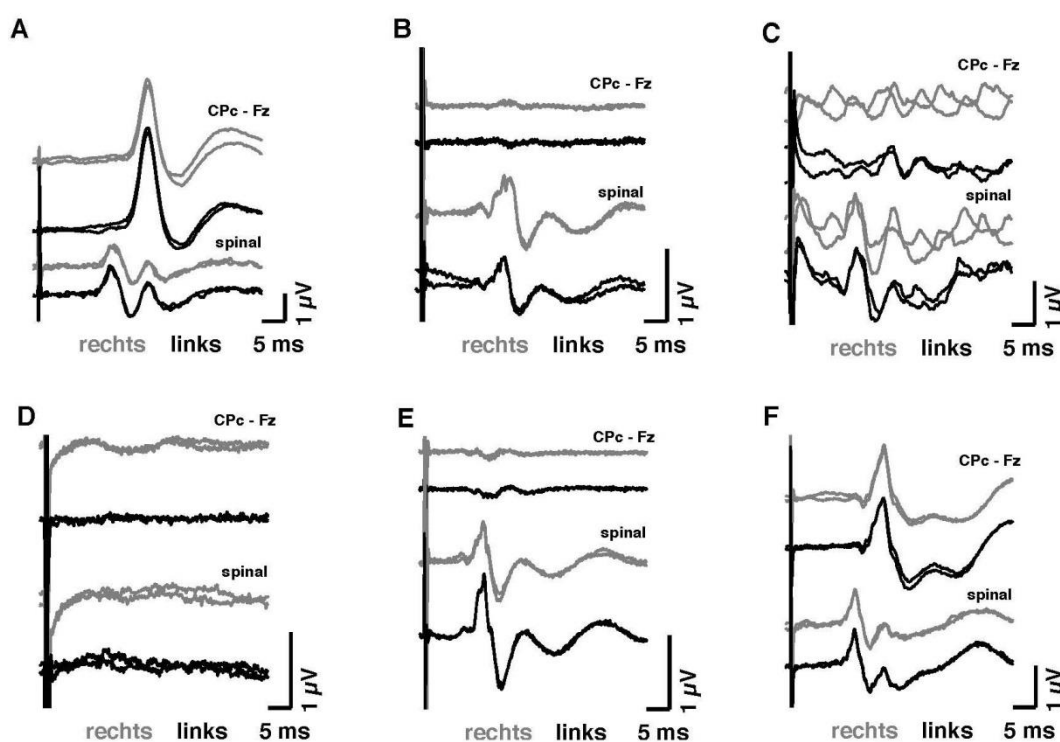 A
CPc - Fz
spinal
1 µV
rechts links 5 ms
B
CPc - Fz
spinal
1 µV
rechts links 5 ms
C
CPc - Fz
spinal
1 µV
rechts links 5 ms
D
CPc - Fz
spinal
1 µV
rechts links 5 ms
E
CPc - Fz
spinal
1 µV
rechts links 5 ms
F
CPc - Fz
spinal
1 µV
rechts links 5 ms